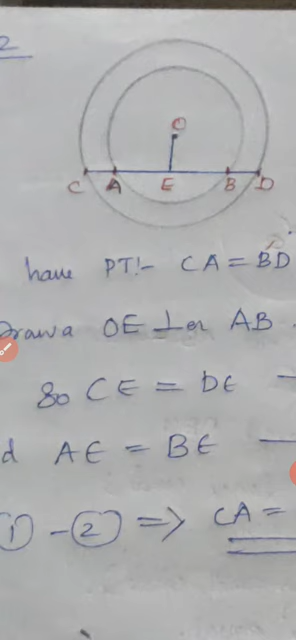 2
O
C A E B D
have PT!- CA = BD
Draw a OE ⊥er AB
So CE = DE —
d AE = BE —
① - ② => CA =